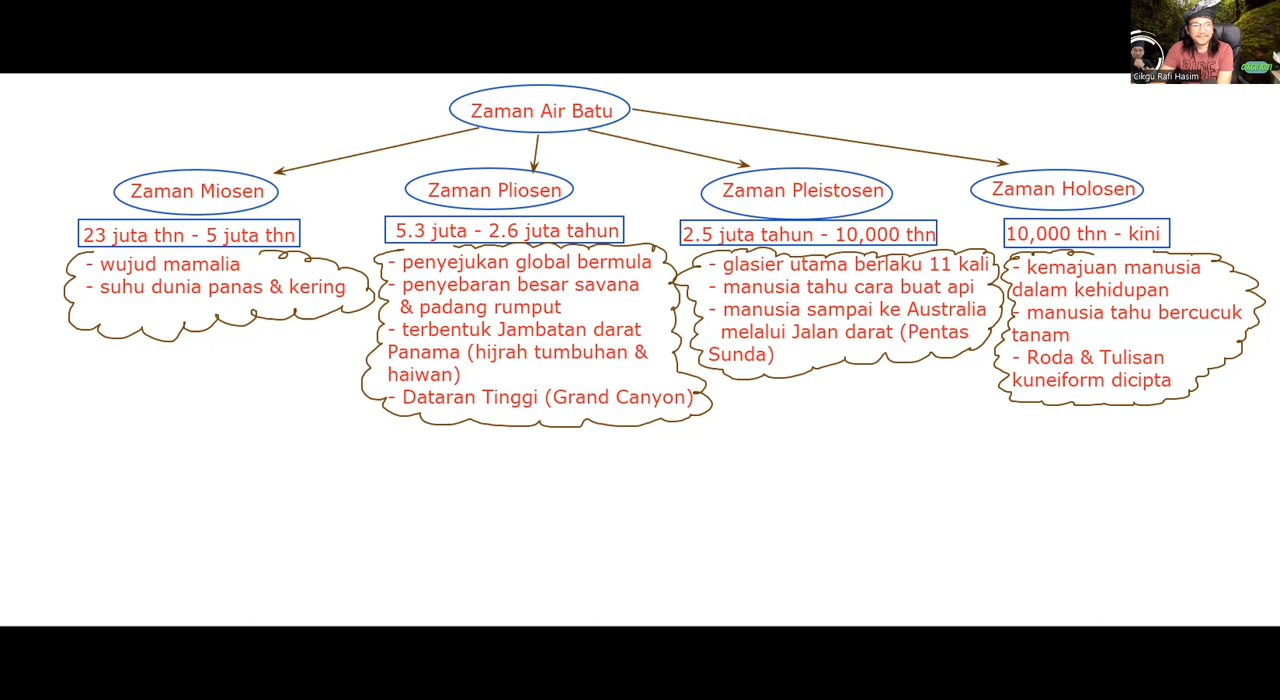 Cikgu Rafi Hasim
Zaman Air Batu
Zaman Miosen
23 juta thn - 5 juta thn
- wujud mamalia
- suhu dunia panas & kering
Zaman Pliosen
5.3 juta - 2.6 juta tahun
- penyejukan global bermula
- penyebaran besar savana
& padang rumput
- terbentuk Jambatan darat
Panama (hijrah tumbuhan &
haiwan)
- Dataran Tinggi (Grand Canyon)
Zaman Pleistosen
2.5 juta tahun - 10,000 thn
- glasier utama berlaku 11 kali
- manusia tahu cara buat api
- manusia sampai ke Australia
melalui Jalan darat (Pentas
Sunda)
Zaman Holosen
10,000 thn - kini
- kemajuan manusia
dalam kehidupan
- manusia tahu bercucuk
tanam
- Roda & Tulisan
kuneiform dicipta